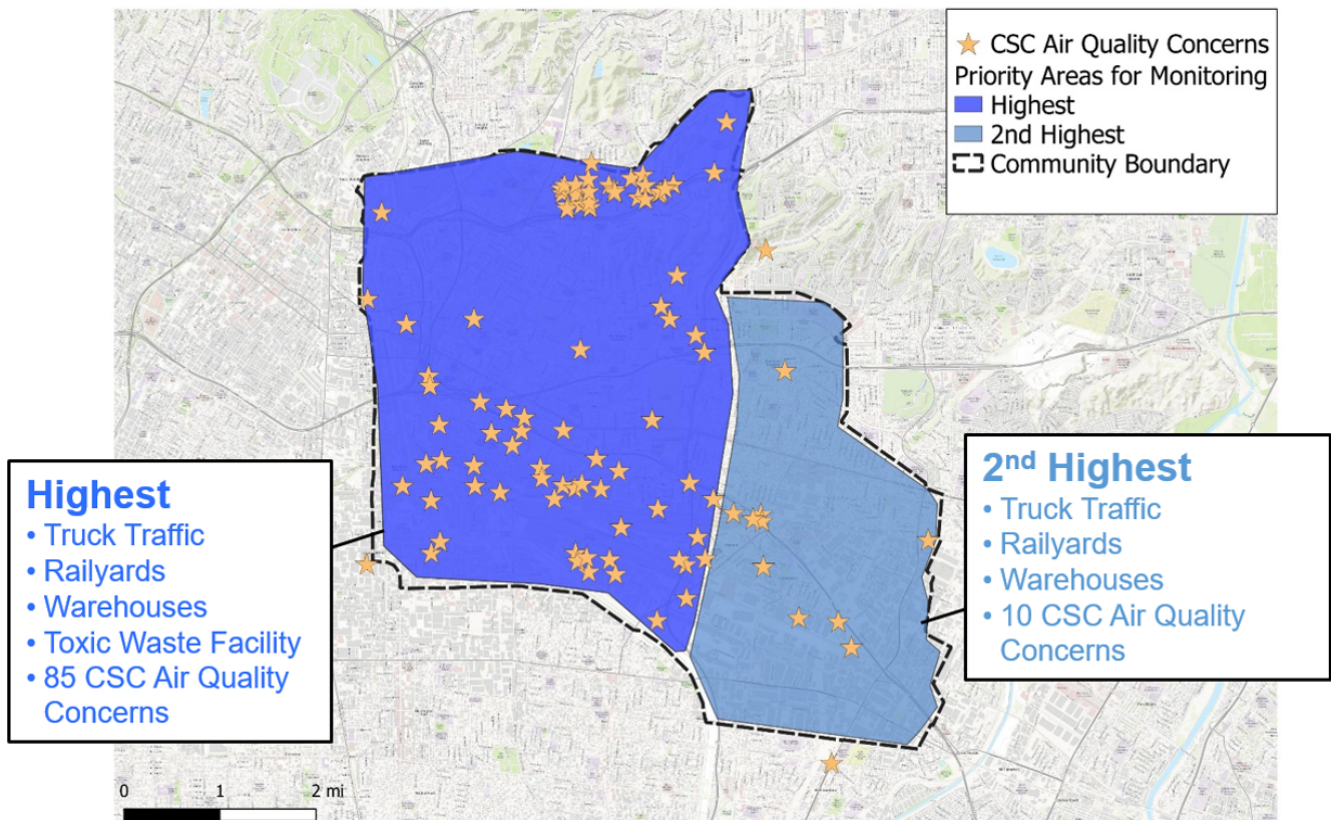 CSC Air Quality Concerns
Priority Areas for Monitoring
Highest
2nd Highest
Community Boundary
Highest
• Truck Traffic
• Railyards
• Warehouses
• Toxic Waste Facility
• 85 CSC Air Quality
Concerns
2nd Highest
• Truck Traffic
• Railyards
• Warehouses
• 10 CSC Air Quality
Concerns
0 1 2 mi